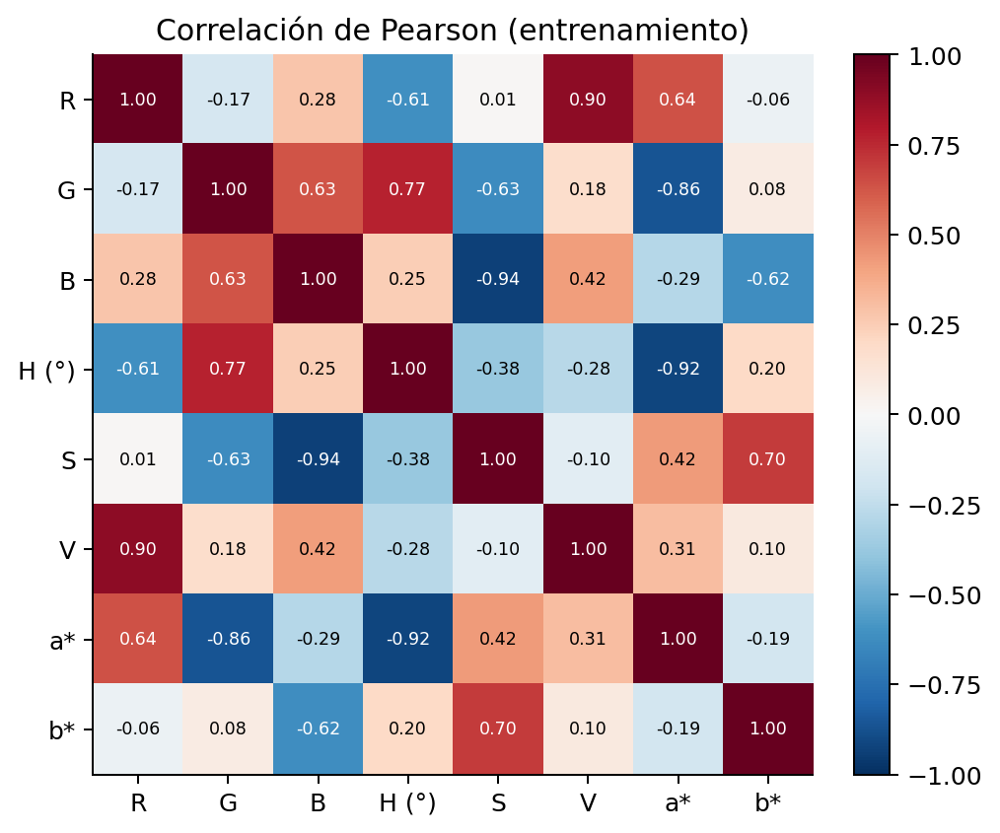 Correlación de Pearson (entrenamiento)
R 1.00 -0.17 0.28 -0.61 0.01 0.90 0.64 -0.06
G -0.17 1.00 0.63 0.77 -0.63 0.18 -0.86 0.08
B 0.28 0.63 1.00 0.25 -0.94 0.42 -0.29 -0.62
H (°) -0.61 0.77 0.25 1.00 -0.38 -0.28 -0.92 0.20
S 0.01 -0.63 -0.94 -0.38 1.00 -0.10 0.42 0.70
V 0.90 0.18 0.42 -0.28 -0.10 1.00 0.31 0.10
a* 0.64 -0.86 -0.29 -0.92 0.42 0.31 1.00 -0.19
b* -0.06 0.08 -0.62 0.20 0.70 0.10 -0.19 1.00
R G B H (°) S V a* b*
1.00
0.75
0.50
0.25
0.00
−0.25
−0.50
−0.75
−1.00